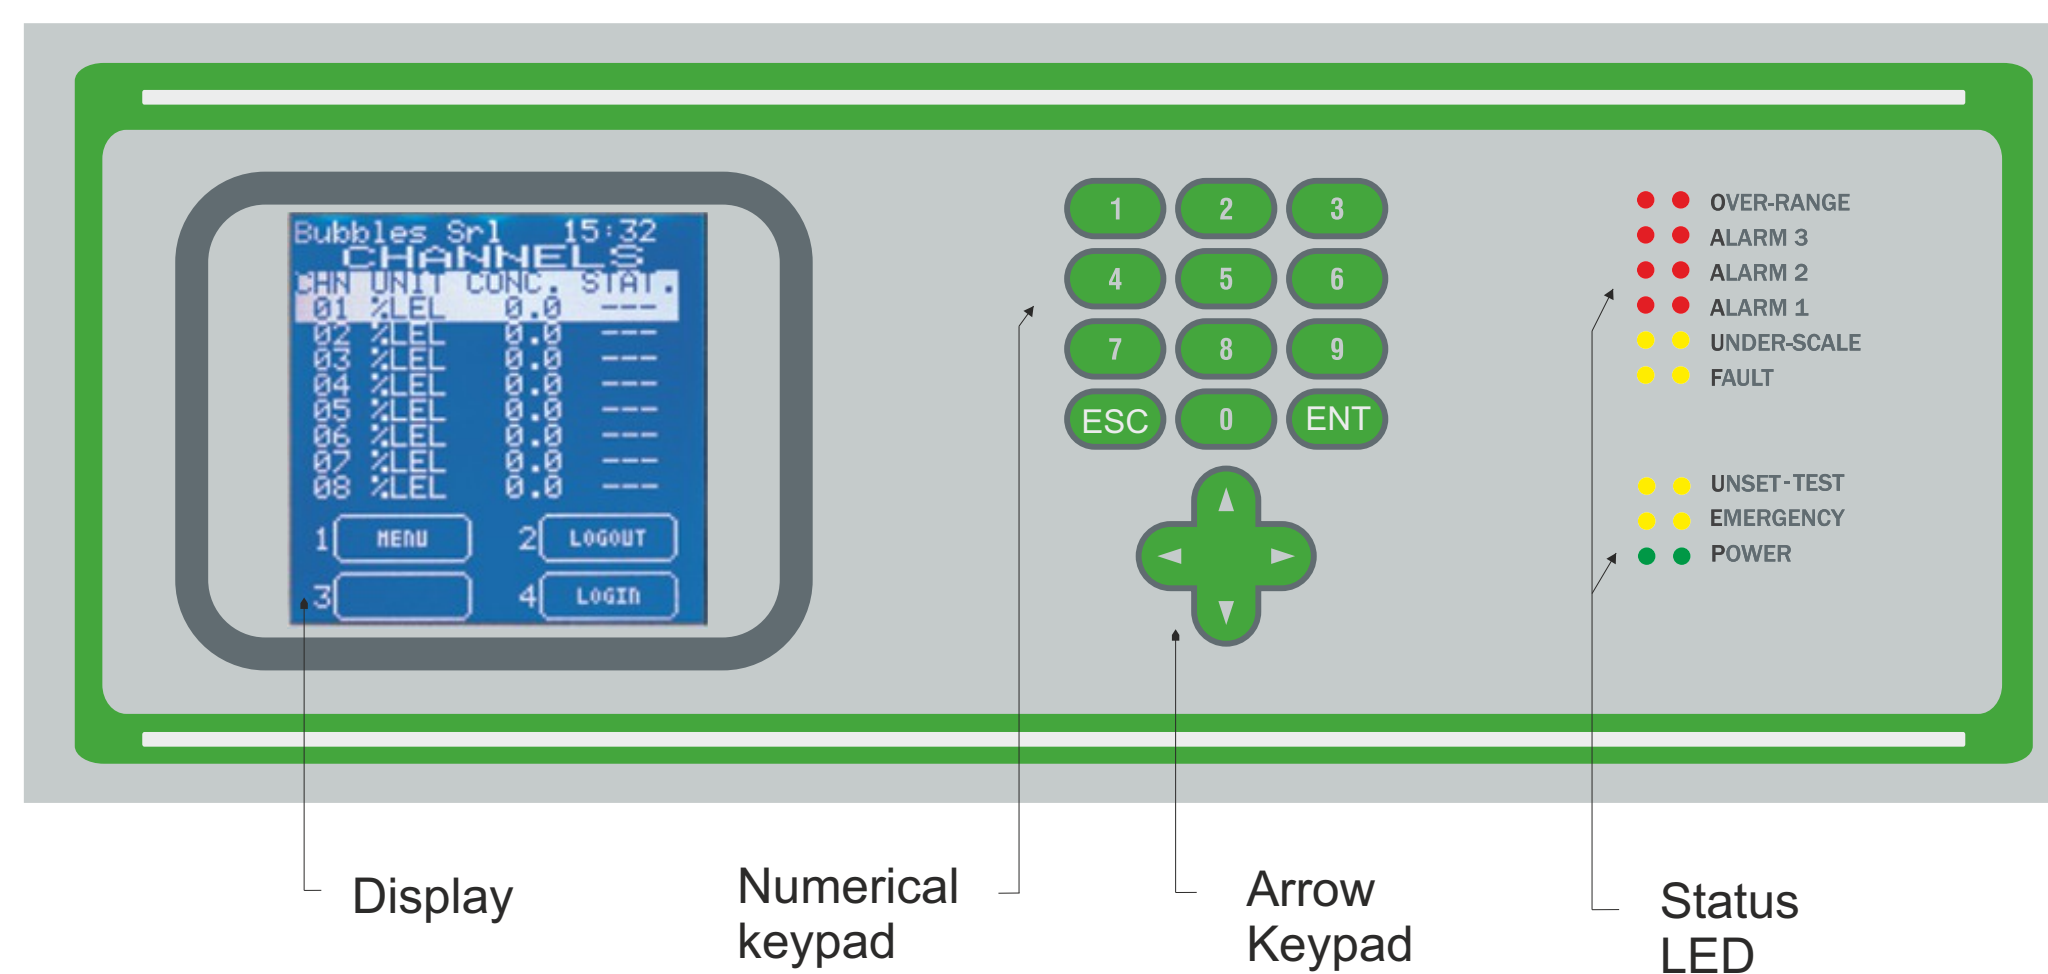 Bubbles Srl 15:32
CHANNELS
CHN UNIT CONC. STAT.
01 %LEL 0.0 ---
02 %LEL 0.0 ---
03 %LEL 0.0 ---
04 %LEL 0.0 ---
05 %LEL 0.0 ---
06 %LEL 0.0 ---
07 %LEL 0.0 ---
08 %LEL 0.0 ---
1 MENU 2 LOGOUT
3 4 LOGIN
1 2 3
4 5 6
7 8 9
ESC 0 ENT
OVER-RANGE
ALARM 3
ALARM 2
ALARM 1
UNDER-SCALE
FAULT
UNSET-TEST
EMERGENCY
POWER
Display
Numerical
keypad
Arrow
Keypad
Status
LED